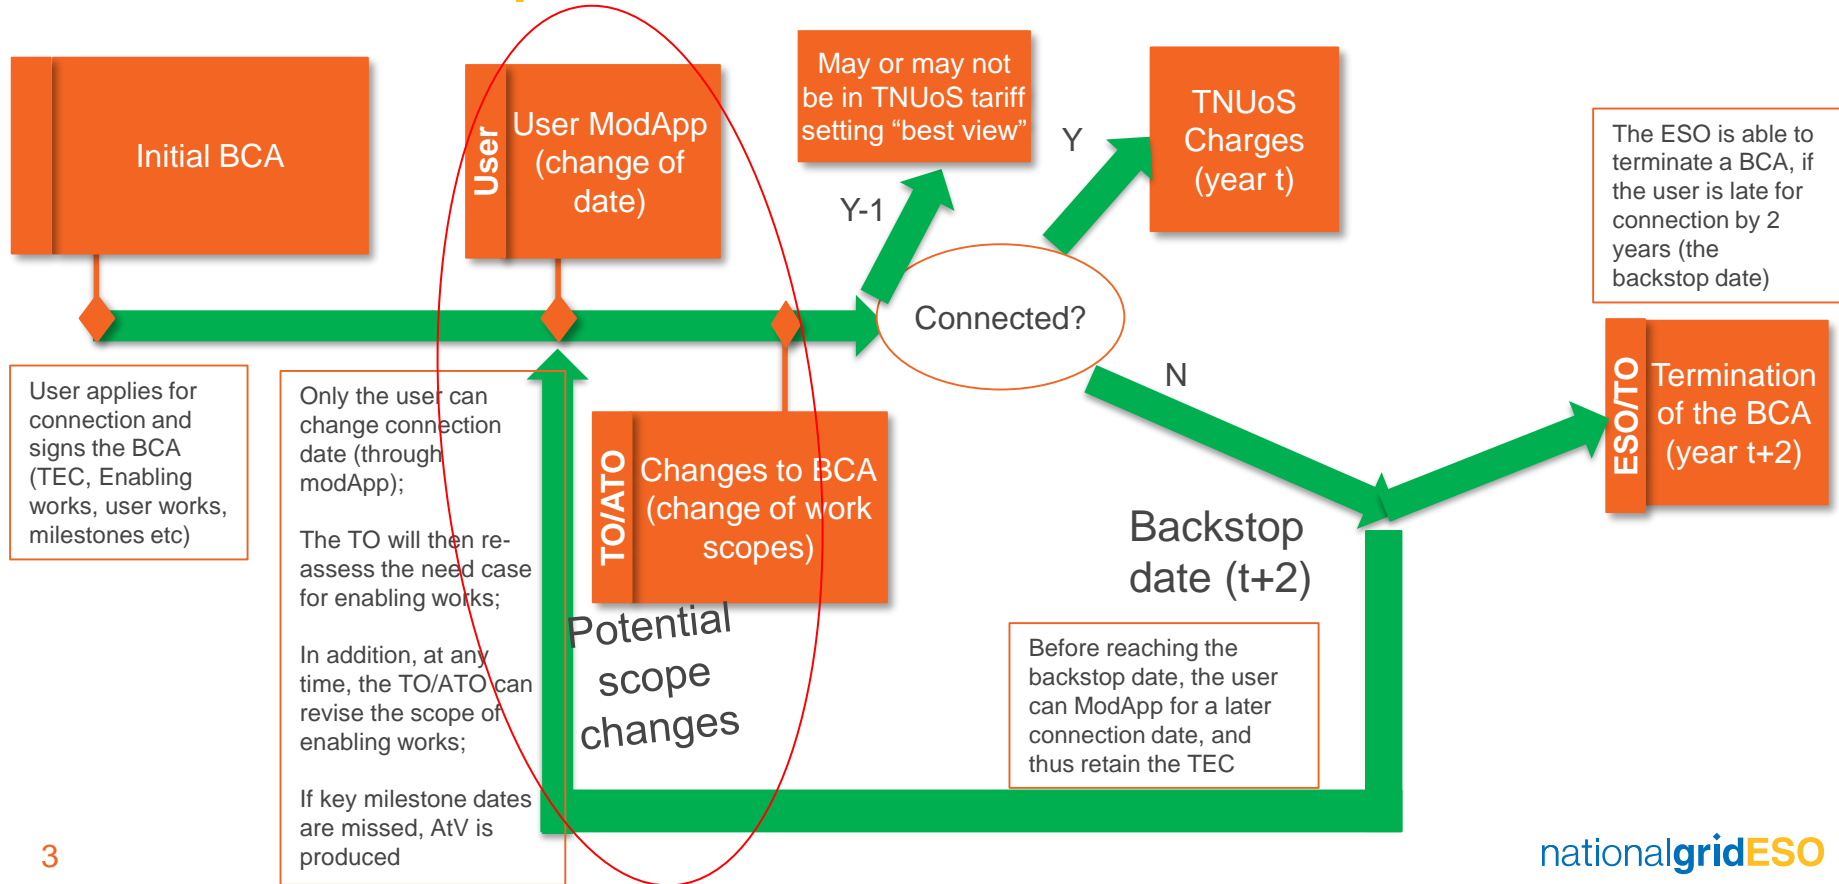 Initial BCA
User
User ModApp
(change of
date)
May or may not
be in TNUoS tariff
setting “best view”
Y-1
Y
TNUoS
Charges
(year t)
The ESO is able to
terminate a BCA, if
the user is late for
connection by 2
years (the
backstop date)
Connected?
N
ESO/TO
Termination
of the BCA
(year t+2)
User applies for
connection and
signs the BCA
(TEC, Enabling
works, user works,
milestones etc)
Only the user can
change connection
date (through
modApp);
The TO will then re-
assess the need case
for enabling works;
In addition, at any
time, the TO/ATO can
revise the scope of
enabling works;
If key milestone dates
are missed, AtV is
produced
TO/ATO
Changes to BCA
(change of work
scopes)
Potential
scope
changes
Backstop
date (t+2)
Before reaching the
backstop date, the user
can ModApp for a later
connection date, and
thus retain the TEC
3
nationalgridESO